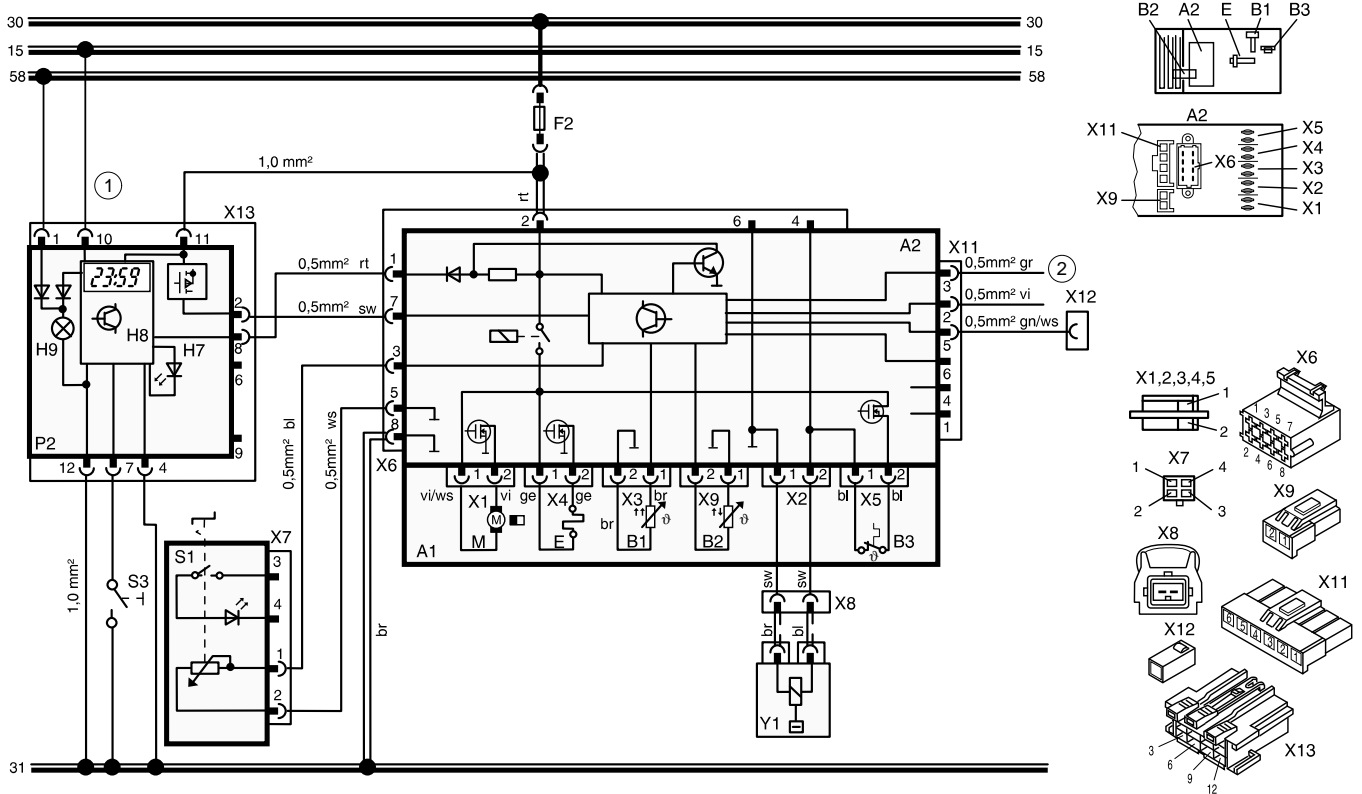 30 30
15 15
58 58
F2
1,0 mm²
1
rt
X13
1 10 11
2 6 4
A2
X11
1 0,5mm² rt
0,5mm² gr 2
3
23:59
2
7 0,5mm² sw
0,5mm² vi X12
2
0,5mm² gn/ws
H9 H8 H7
8
3
5
6
6
5
4
8
1
P2
9
X6
12 7 4
0,5mm² bl
0,5mm² ws
1 2 1 2 2 1 2 1 1 2 1 2
vi/ws X1 vi ge X4 ge X3 br X9 X2 bl X5 bl
br
M
ϑ ϑ ϑ
A1 M E B1 B2 B3
S1 X7
3
4
1
2
1,0 mm²
S3
br
sw sw
X8
br bl
Y1
31
B2 A2 E B1 B3
A2
X11 X5
X4
X6 X3
X2
X9 X1
X6
X1,2,3,4,5
1
2
1 3 5 7
2 4 6 8
X7
1 4
2 3
X9
2 1
X8
X11
6 5 4 3 2 1
X12
X13
3
6
9
12